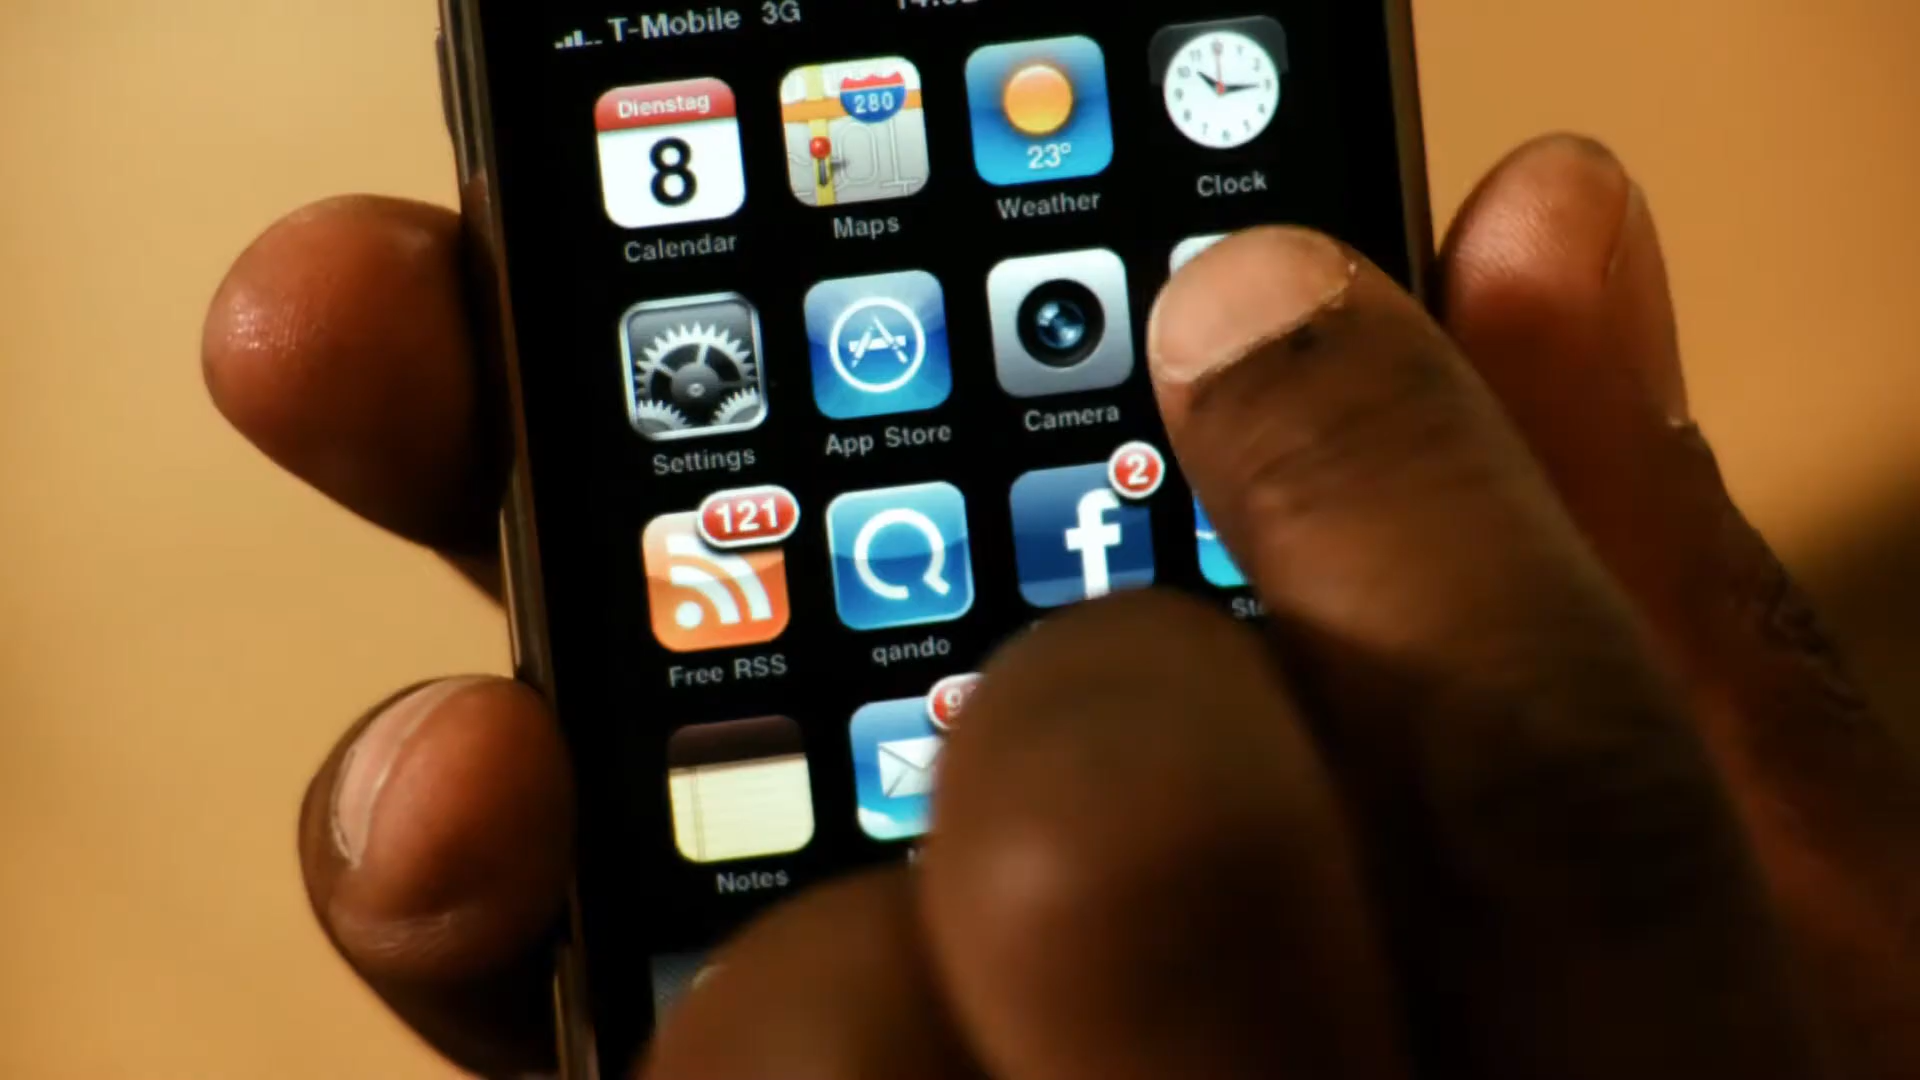 T-Mobile 3G
Dienstag
8
Calendar
280
Maps
23°
Weather
Clock
Settings
App Store
Camera
121
Free RSS
qando
2
Notes